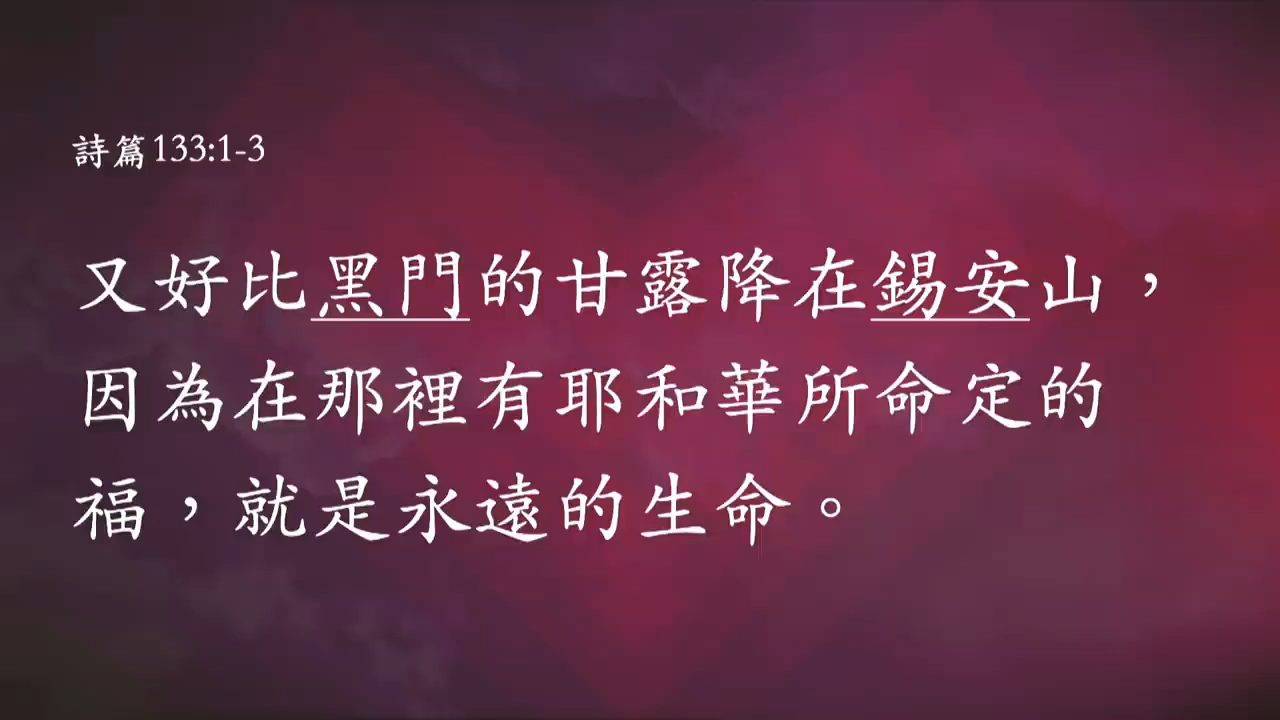 詩篇133:1-3
又好比黑門的甘露降在錫安山，
因為在那裡有耶和華所命定的
福，就是永遠的生命。